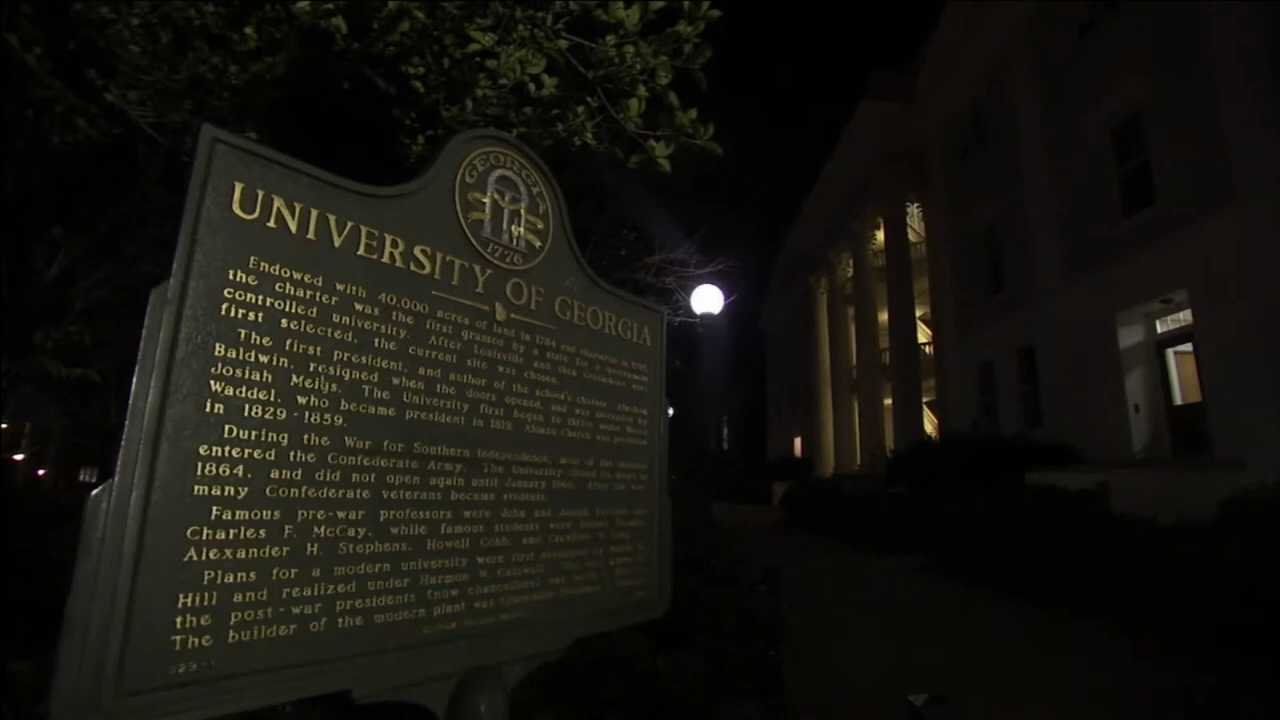 GEORGIA
1776
UNIVERSITY OF GEORGIA
Endowed with 40,000 acres of land in 1784 and chartered in 1785,
the charter was the first granted by a state for a government
controlled university. After Louisville and then Greensboro were
first selected, the current site was chosen.
The first president, and author of the school's charter, Abraham
Baldwin, resigned when the doors opened, and was succeeded by
Josiah Meigs. The University first began to thrive under Moses
Waddel, who became president in 1819. Alonzo Church was president
in 1829-1859.
During the War for Southern Independence, most of the students
entered the Confederate Army. The University closed its doors in
1864, and did not open again until January 1866. After the war
many Confederate veterans became students.
Famous pre-war professors were John and Joseph
Charles F. McCay, while famous students were Robert Toombs,
Alexander H. Stephens, Howell Cobb, and Crawford W. Long.
Plans for a modern university were first
Hill and realized under Harmon W. Caldwell.
the post-war presidents (now chancellors)
The builder of the modern plant was Chancellor